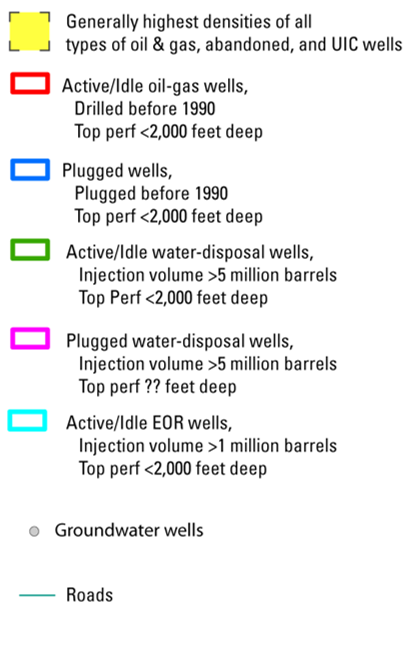 Generally highest densities of all
types of oil & gas, abandoned, and UIC wells
Active/Idle oil-gas wells,
Drilled before 1990
Top perf <2,000 feet deep
Plugged wells,
Plugged before 1990
Top perf <2,000 feet deep
Active/Idle water-disposal wells,
Injection volume >5 million barrels
Top Perf <2,000 feet deep
Plugged water-disposal wells,
Injection volume >5 million barrels
Top perf ?? feet deep
Active/Idle EOR wells,
Injection volume >1 million barrels
Top perf <2,000 feet deep
Groundwater wells
Roads